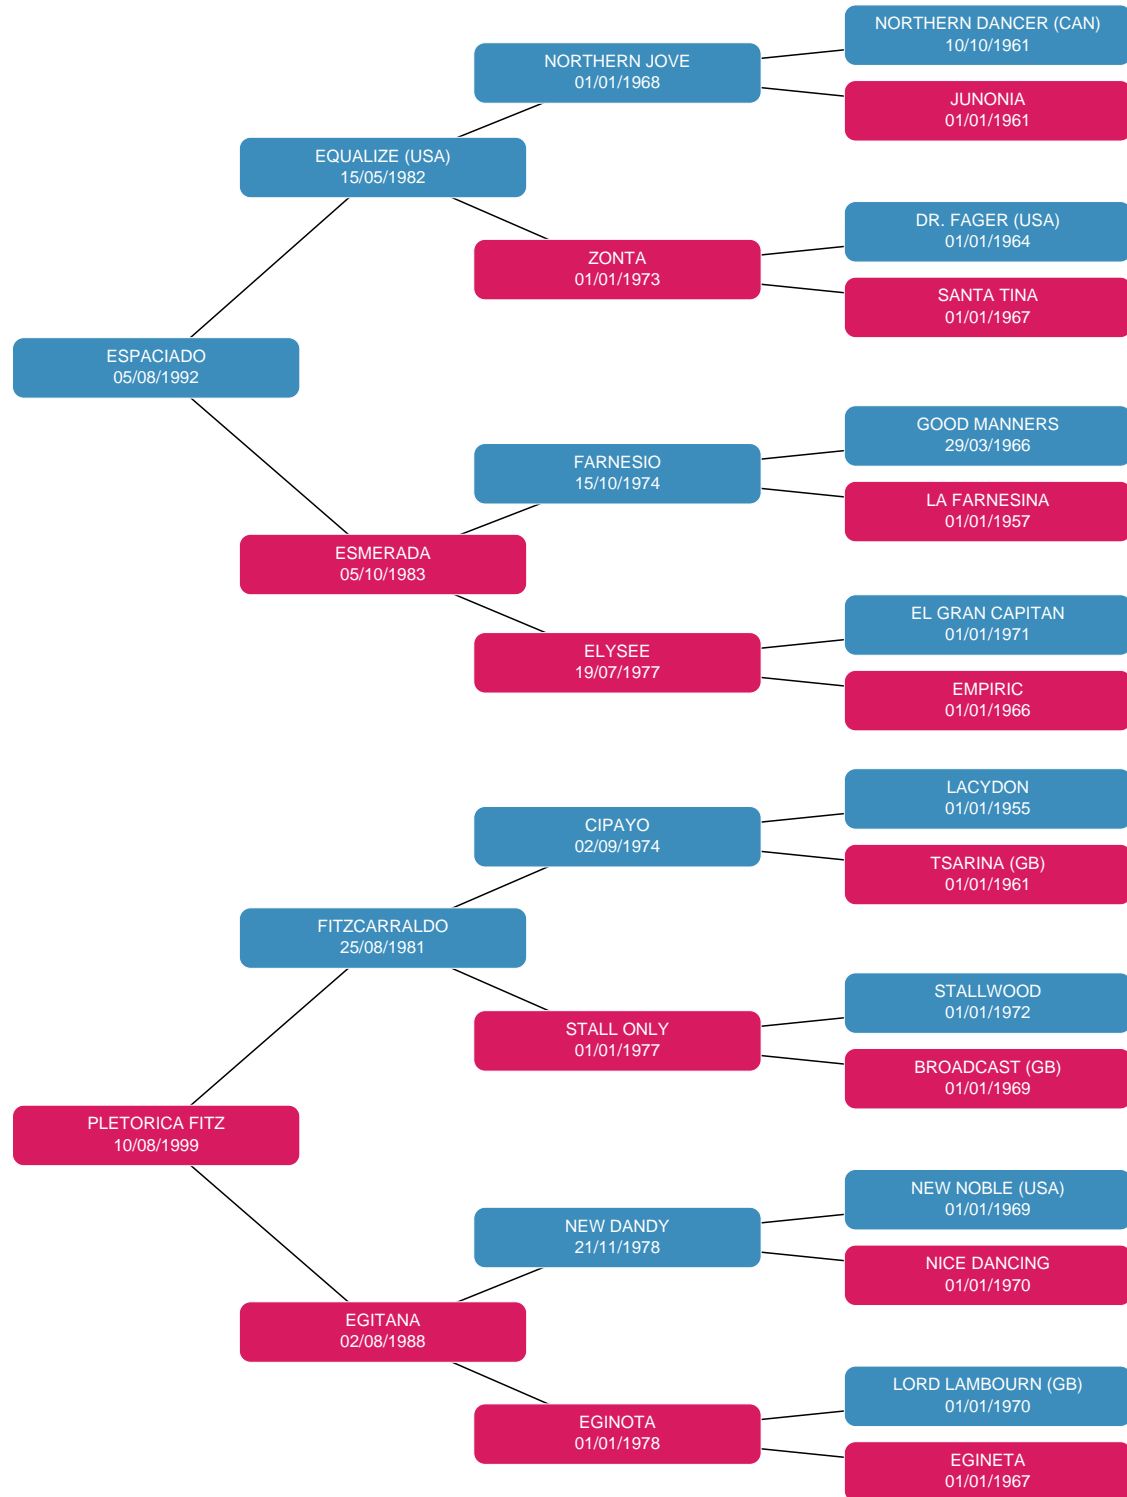 NORTHERN DANCER (CAN)
10/10/1961
NORTHERN JOVE
01/01/1968
JUNONIA
01/01/1961
EQUALIZE (USA)
15/05/1982
DR. FAGER (USA)
01/01/1964
ZONTA
01/01/1973
SANTA TINA
01/01/1967
ESPACIADO
05/08/1992
GOOD MANNERS
29/03/1966
FARNESIO
15/10/1974
LA FARNESINA
01/01/1957
ESMERADA
05/10/1983
EL GRAN CAPITAN
01/01/1971
ELYSEE
19/07/1977
EMPIRIC
01/01/1966
LACYDON
01/01/1955
CIPAYO
02/09/1974
TSARINA (GB)
01/01/1961
FITZCARRALDO
25/08/1981
STALLWOOD
01/01/1972
STALL ONLY
01/01/1977
BROADCAST (GB)
01/01/1969
PLETORICA FITZ
10/08/1999
NEW NOBLE (USA)
01/01/1969
NEW DANDY
21/11/1978
NICE DANCING
01/01/1970
EGITANA
02/08/1988
LORD LAMBOURN (GB)
01/01/1970
EGINOTA
01/01/1978
EGINETA
01/01/1967